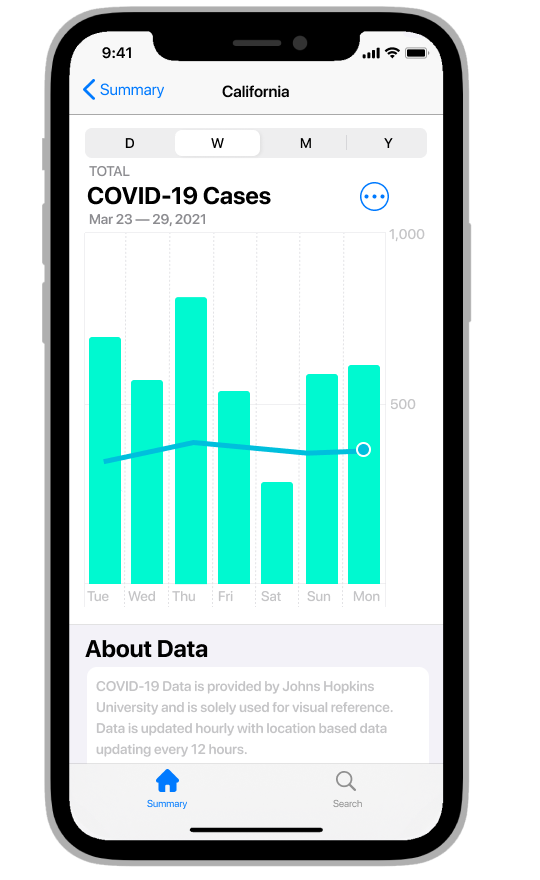 9:41
Summary
California
D W M Y
TOTAL
COVID-19 Cases
Mar 23 — 29, 2021
1,000
500
Tue Wed Thu Fri Sat Sun Mon
About Data
COVID-19 Data is provided by Johns Hopkins
University and is solely used for visual reference.
Data is updated hourly with location based data
updating every 12 hours.
Summary Search